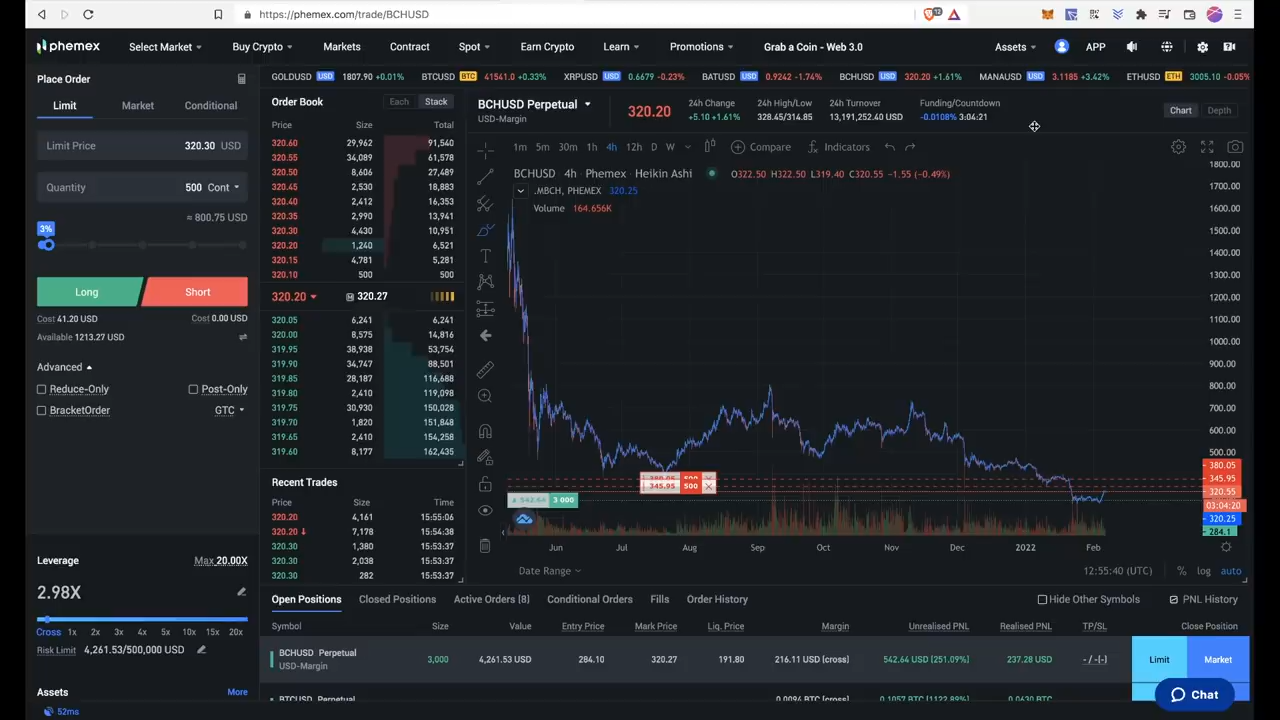 https://phemex.com/trade/BCHUSD
12
phemex Select Market Buy Crypto Markets Contract Spot Earn Crypto Learn Promotions Grab a Coin - Web 3.0 Assets APP
Place Order
Limit Market Conditional
Limit Price 320.30 USD
Quantity 500 Cont
≈ 800.75 USD
3%
Long Short
Cost 41.20 USD Cost 0.00 USD
Available 1213.27 USD
Advanced
Reduce-Only Post-Only
BracketOrder GTC
Leverage Max 20.00X
2.98X
Cross 1x 2x 3x 5x 10x 15x 20x
Risk Limit 4,261.53/500,000 USD
Assets More
52ms
GOLDUSD USD 1807.90 +0.01% BTCUSD BTC 41541.0 +0.33% XRPUSD USD 0.6679 -0.23% BATUSD USD 0.9242 -1.74% BCHUSD USD 320.20 +1.61% MANAUSD USD 3.1185 +3.42% ETHUSD ETH 3005.10 -0.05%
Order Book Each Stack
Price Size Total
320.60 29,962 91,540
320.55 34,089 61,578
320.50 8,606 27,489
320.45 2,530 18,883
320.40 2,412 16,353
320.35 2,990 13,941
320.30 4,430 10,951
320.20 1,240 6,521
320.15 4,781 5,281
320.10 500 500
320.20 320.27
320.05 6,241 6,241
320.00 8,575 14,816
319.95 38,938 53,754
319.90 34,747 88,501
319.85 28,187 116,688
319.80 2,410 119,098
319.75 30,930 150,028
319.70 1,820 151,848
319.65 2,410 154,258
319.60 8,177 162,435
Recent Trades
Price Size Time
320.20 4,161 15:55:06
320.20 7,178 15:54:38
320.30 1,380 15:53:37
320.30 2,038 15:53:37
320.30 282 15:53:37
BCHUSD Perpetual
USD-Margin
320.20
24h Change
+5.10 +1.61%
24h High/Low
328.45/314.85
24h Turnover
13,191,252.40 USD
Funding/Countdown
-0.0108% 3:04:21
Chart Depth
1m 5m 30m 1h 4h 12h D W Compare Indicators
BCHUSD · 4h · Phemex · Heikin Ashi O322.50 H322.50 L319.40 C320.55 -1.55 (-0.49%)
.MBCH, PHEMEX 320.25
Volume 164.656K
1800.00
1700.00
1600.00
1500.00
1400.00
1300.00
1200.00
1100.00
1000.00
900.00
800.00
700.00
600.00
500.00
380.05
345.95
320.55
03:04:20
320.25
284.1
380.05 500
345.95 500
542.64 3 000
Jun Jul Aug Sep Oct Nov Dec 2022 Feb
Date Range 12:55:40 (UTC) % log auto
Open Positions Closed Positions Active Orders (8) Conditional Orders Fills Order History Hide Other Symbols PNL History
Symbol Size Value Entry Price Mark Price Liq. Price Margin Unrealised PNL Realised PNL TP/SL Close Position
BCHUSD Perpetual
USD-Margin
3,000 4,261.53 USD 284.10 320.27 191.80 216.11 USD (cross) 542.64 USD (251.09%) 237.28 USD - / -(-) Limit Market
BTCUSD Perpetual
Chat